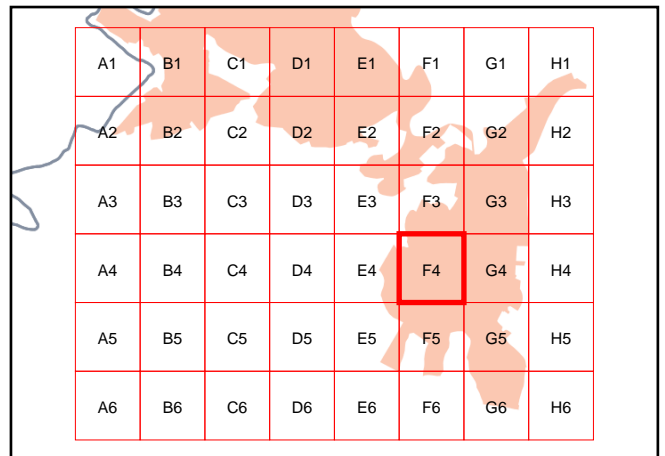 A1 B1 C1 D1 E1 F1 G1 H1
A2 B2 C2 D2 E2 F2 G2 H2
A3 B3 C3 D3 E3 F3 G3 H3
A4 B4 C4 D4 E4 F4 G4 H4
A5 B5 C5 D5 E5 F5 G5 H5
A6 B6 C6 D6 E6 F6 G6 H6